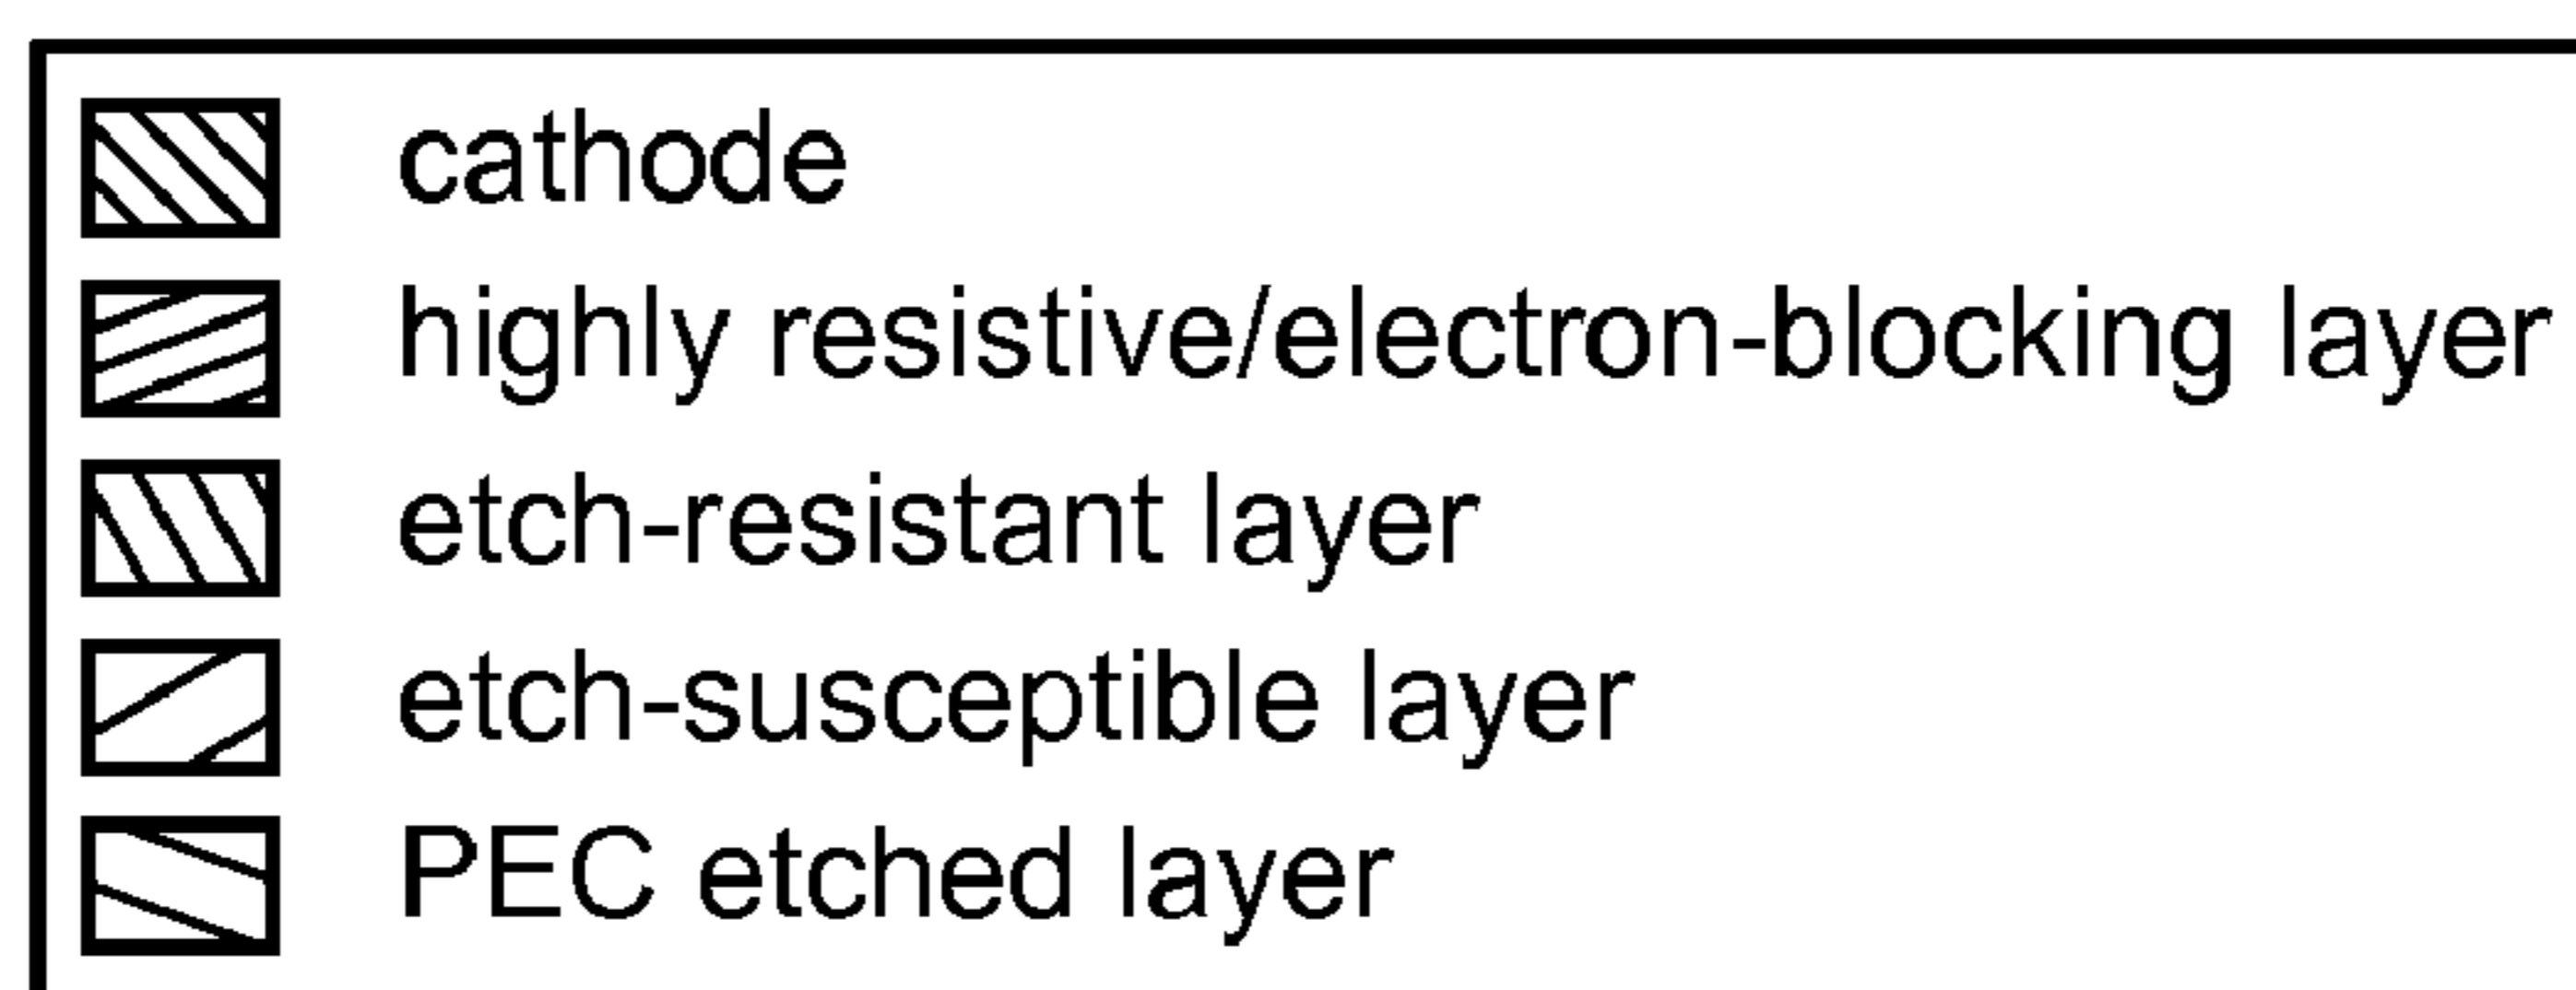 cathode
highly resistive/electron-blocking layer
etch-resistant layer
etch-susceptible layer
PEC etched layer